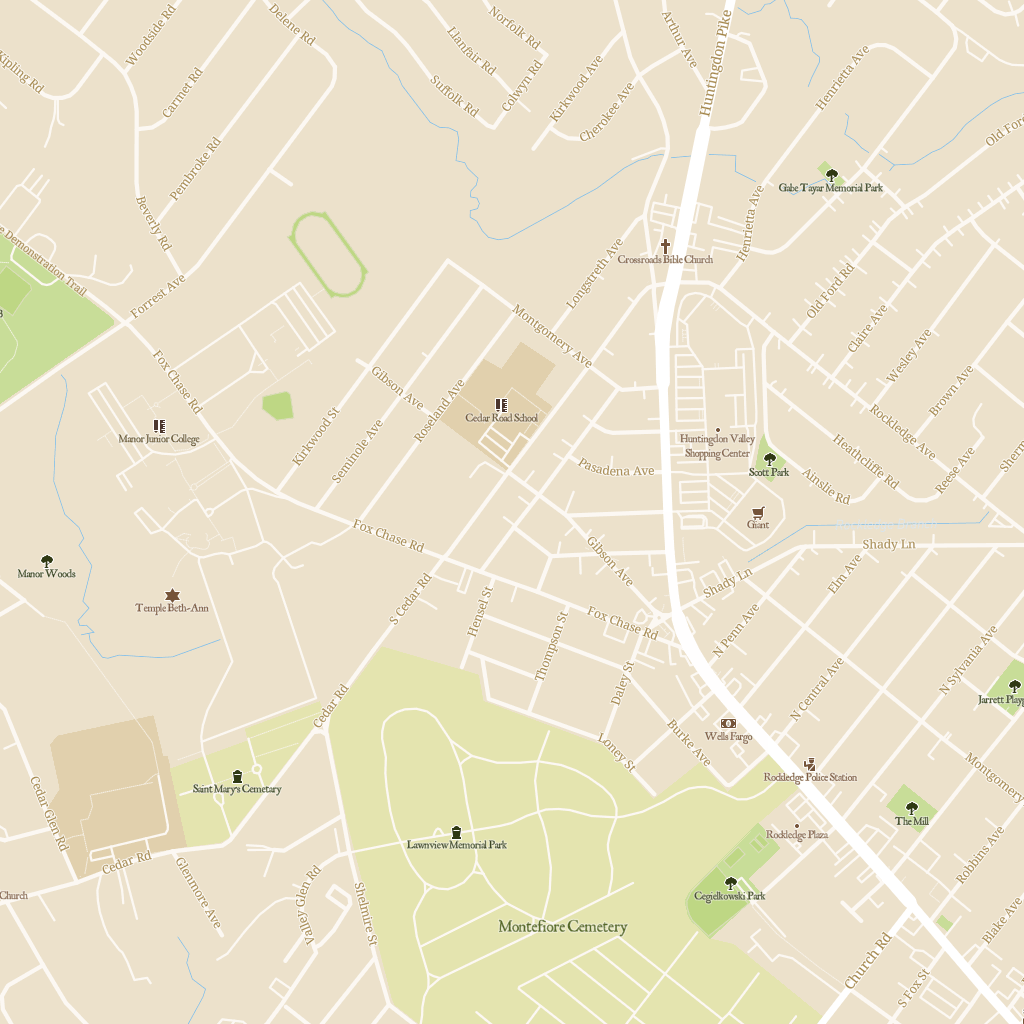 Woodside Rd
Delene Rd
Norfolk Rd
Llanfair Rd
Arthur Ave
Huntingdon Pike
Kipling Rd
Carmet Rd
Suffolk Rd
Colwyn Rd
Kirkwood Ave
Cherokee Ave
Henrietta Ave
Old Ford
Pembroke Rd
Gabe Tayar Memorial Park
Beverly Rd
Henrietta Ave
Demonstration Trail
Crossroads Bible Church
Longstreth Ave
Forrest Ave
Old Ford Rd
Claire Ave
Montgomery Ave
Wesley Ave
Fox Chase Rd
Gibson Ave
Roseland Ave
Brown Ave
Cedar Road School
Manor Junior College
Kirkwood St
Semunole Ave
Huntingdon Valley
Shopping Center
Rockledge Ave
Heathcliffe Rd
Reese Ave
Pasadena Ave
Scott Park
Ainslie Rd
Giant
Fox Chase Rd
Gibson Ave
Shady Ln
Manor Woods
Shady Ln
Elm Ave
Temple Beth-Ann
S Cedar Rd
Hensel St
Fox Chase Rd
Thompson St
N Penn Ave
Daley St
N Central Ave
N Sylvania Ave
Cedar Rd
Wells Fargo
Burke Ave
Loney St
Rockledge Police Station
Montgomery
Saint Mary's Cemetary
Cedar Glen Rd
The Mill
Lawnview Memorial Park
Rockledge Plaza
Cedar Rd
Robbins Ave
Church
Glenmore Ave
Valley Glen Rd
Shelmire St
Cegielkowski Park
Blake Ave
Montefiore Cemetery
Church Rd
S Fox St